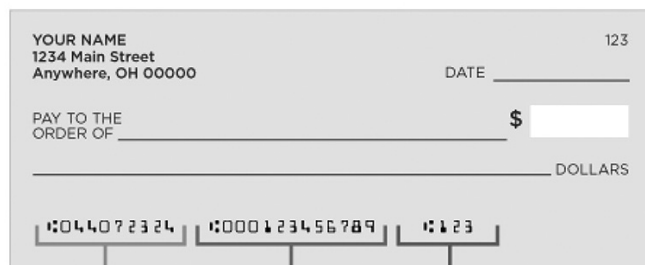 YOUR NAME
123
1234 Main Street
Anywhere, OH 00000
DATE
PAY TO THE
ORDER OF
$
DOLLARS
⑆044072324 ⑆000123456789 ⑆123